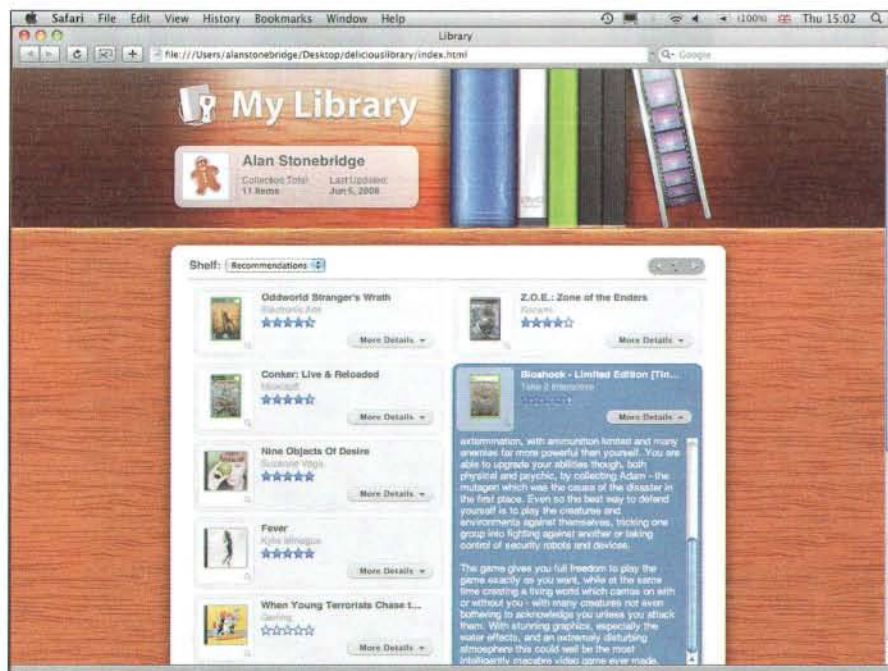 Safari File Edit View History Bookmarks Window Help (100%) Thu 15:02
Library
file:///Users/alanstonebridge/Desktop/deliciouslibrary/index.html
Google
My Library
Alan Stonebridge
Collection Total: Last Updated:
11 Items Jun 5, 2008
DVD
Shelf: Recommendations
Oddworld Stranger's Wrath
Electronic Arts
More Details
Z.O.E.: Zone of the Enders
Konami
More Details
Conker: Live & Reloaded
Microsoft
More Details
Bioshock - Limited Edition [Tin...
Take 2 Interactive
More Details
extermination, with ammunition limited and many
enemies far more powerful then yourself. You are
able to upgrade your abilities though, both
physical and psychic, by collecting Adam - the
mutagen which was the cause of the disaster in
the first place. Even so the best way to defend
yourself is to play the creatures and
environments against themselves, tricking one
group into fighting against another or taking
control of security robots and devices.
The game gives you full freedom to play the
game exactly as you want, while at the same
time creating a living world which carries on with
or without you - with many creatures not even
bothering to acknowledge you unless you attack
them. With stunning graphics, especially the
water effects, and an extremely disturbing
atmosphere this could well be the most
intelligently macabre video game ever made.
Nine Objects Of Desire
Suzanne Vega
More Details
Fever
Kylie Minogue
More Details
When Young Terrorists Chase t...
Gaming
More Details